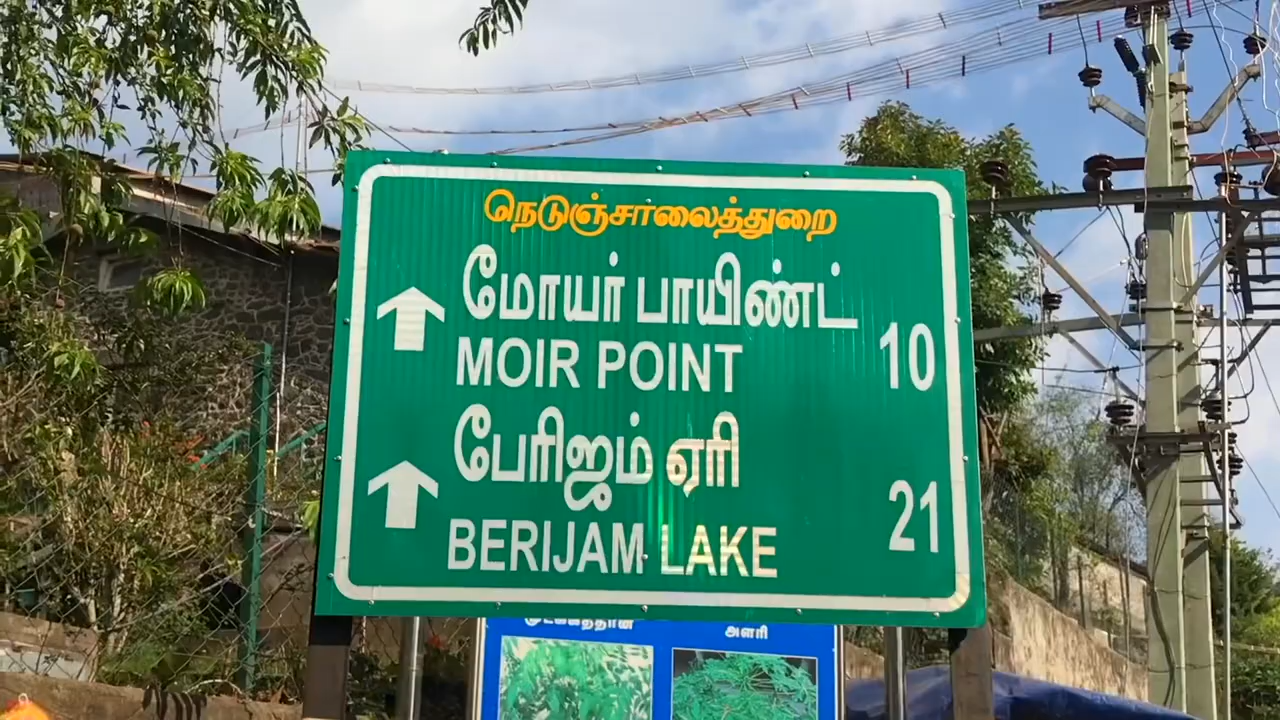 நெடுஞ்சாலைத்துறை
மோயர் பாயிண்ட்
MOIR POINT 10
பேரிஜம் ஏரி
BERIJAM LAKE 21
அளரி